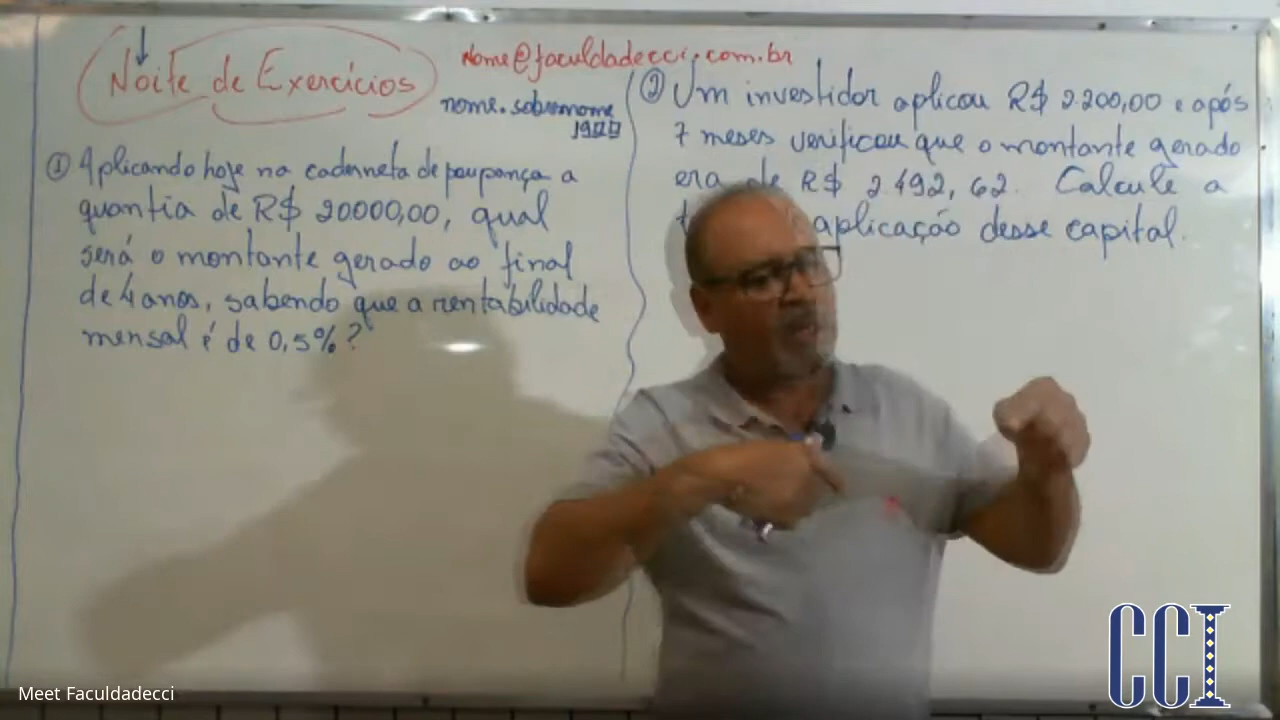 Noite de Exercícios
nome@faculdadecci.com.br
nome.sobrenome
① Aplicando hoje na caderneta de poupança a
quantia de R$ 20000,00, qual
será o montante gerado ao final
de 4 anos, sabendo que a rentabilidade
mensal é de 0,5%?
② Um investidor aplicou R$ 2.200,00 e após
7 meses verificou que o montante gerado
era de R$ 2.492,62. Calcule a
aplicação desse capital.
Meet Faculdadecci
CCI